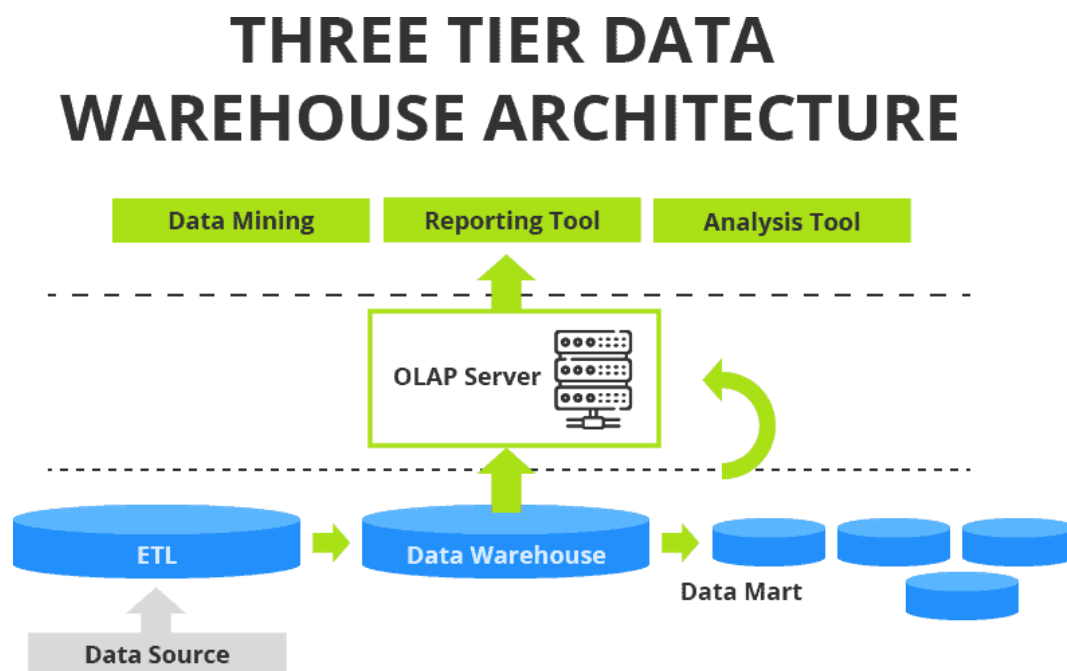 THREE TIER DATA
WAREHOUSE ARCHITECTURE
Data Mining
Reporting Tool
Analysis Tool
OLAP Server
ETL
Data Warehouse
Data Mart
Data Source